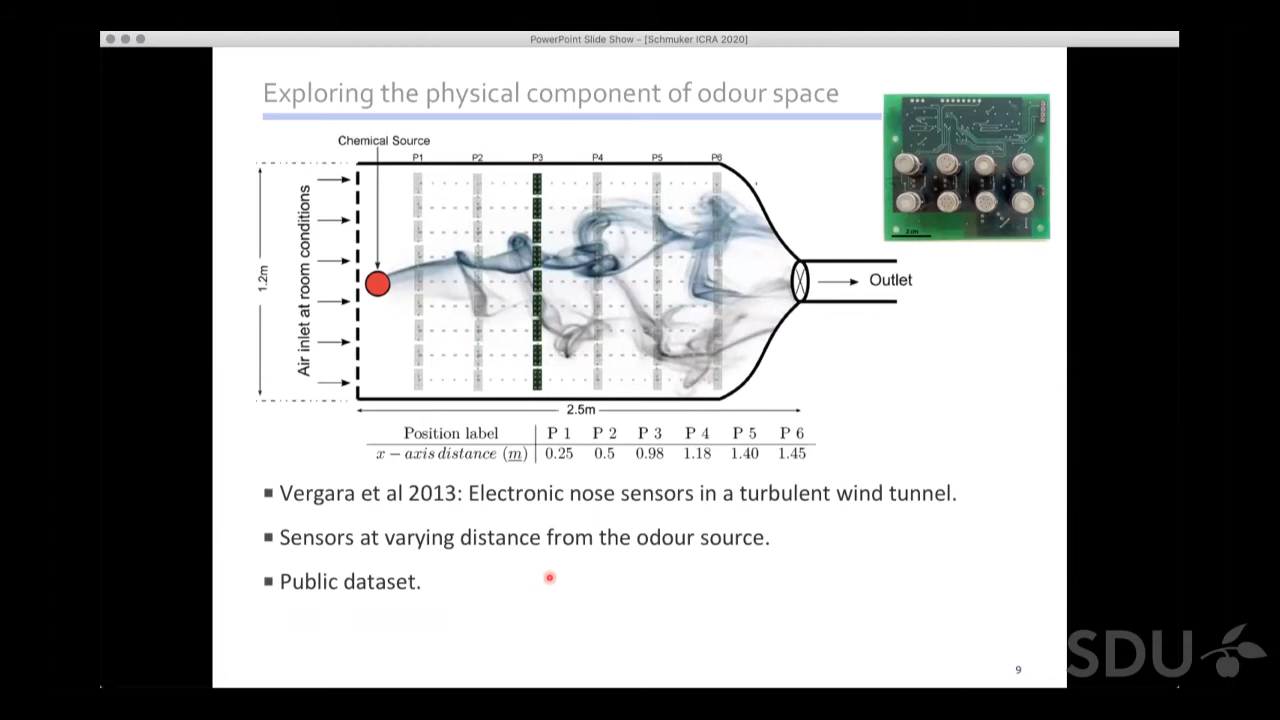 PowerPoint Slide Show – [Schmuker ICRA 2020]
Exploring the physical component of odour space
Chemical Source
P1 P2 P3 P4 P5 P6
1.2m
Air inlet at room conditions
Outlet
2.5m
Position label P 1 P 2 P 3 P 4 P 5 P 6
x – axis distance (m) 0.25 0.5 0.98 1.18 1.40 1.45
2 cm
▪ Vergara et al 2013: Electronic nose sensors in a turbulent wind tunnel.
▪ Sensors at varying distance from the odour source.
▪ Public dataset.
9
SDU